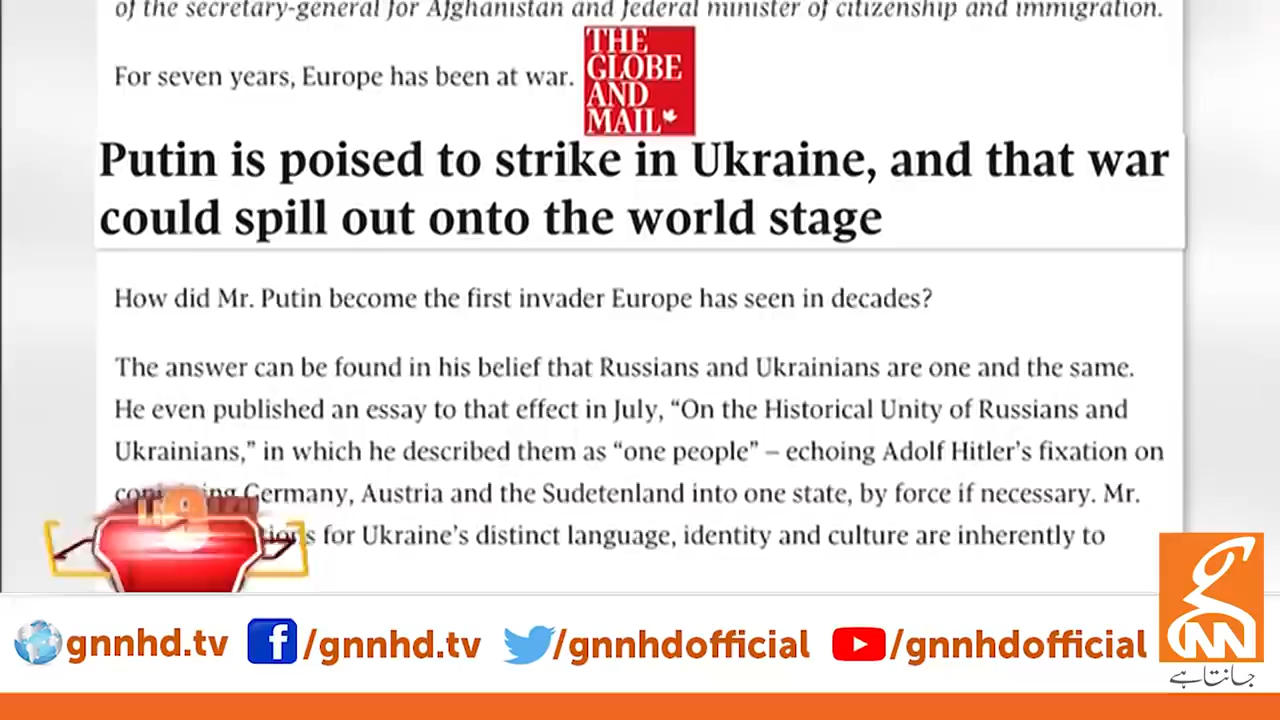 of the secretary-general for Afghanistan and federal minister of citizenship and immigration.
For seven years, Europe has been at war.
THE
GLOBE
AND
MAIL
Putin is poised to strike in Ukraine, and that war
could spill out onto the world stage
How did Mr. Putin become the first invader Europe has seen in decades?
The answer can be found in his belief that Russians and Ukrainians are one and the same.
He even published an essay to that effect in July, “On the Historical Unity of Russians and
Ukrainians,” in which he described them as “one people” – echoing Adolf Hitler’s fixation on
Germany, Austria and the Sudetenland into one state, by force if necessary. Mr.
for Ukraine’s distinct language, identity and culture are inherently to
gnnhd.tv
/gnnhd.tv
/gnnhdofficial
/gnnhdofficial
GNN
جانتا ہے